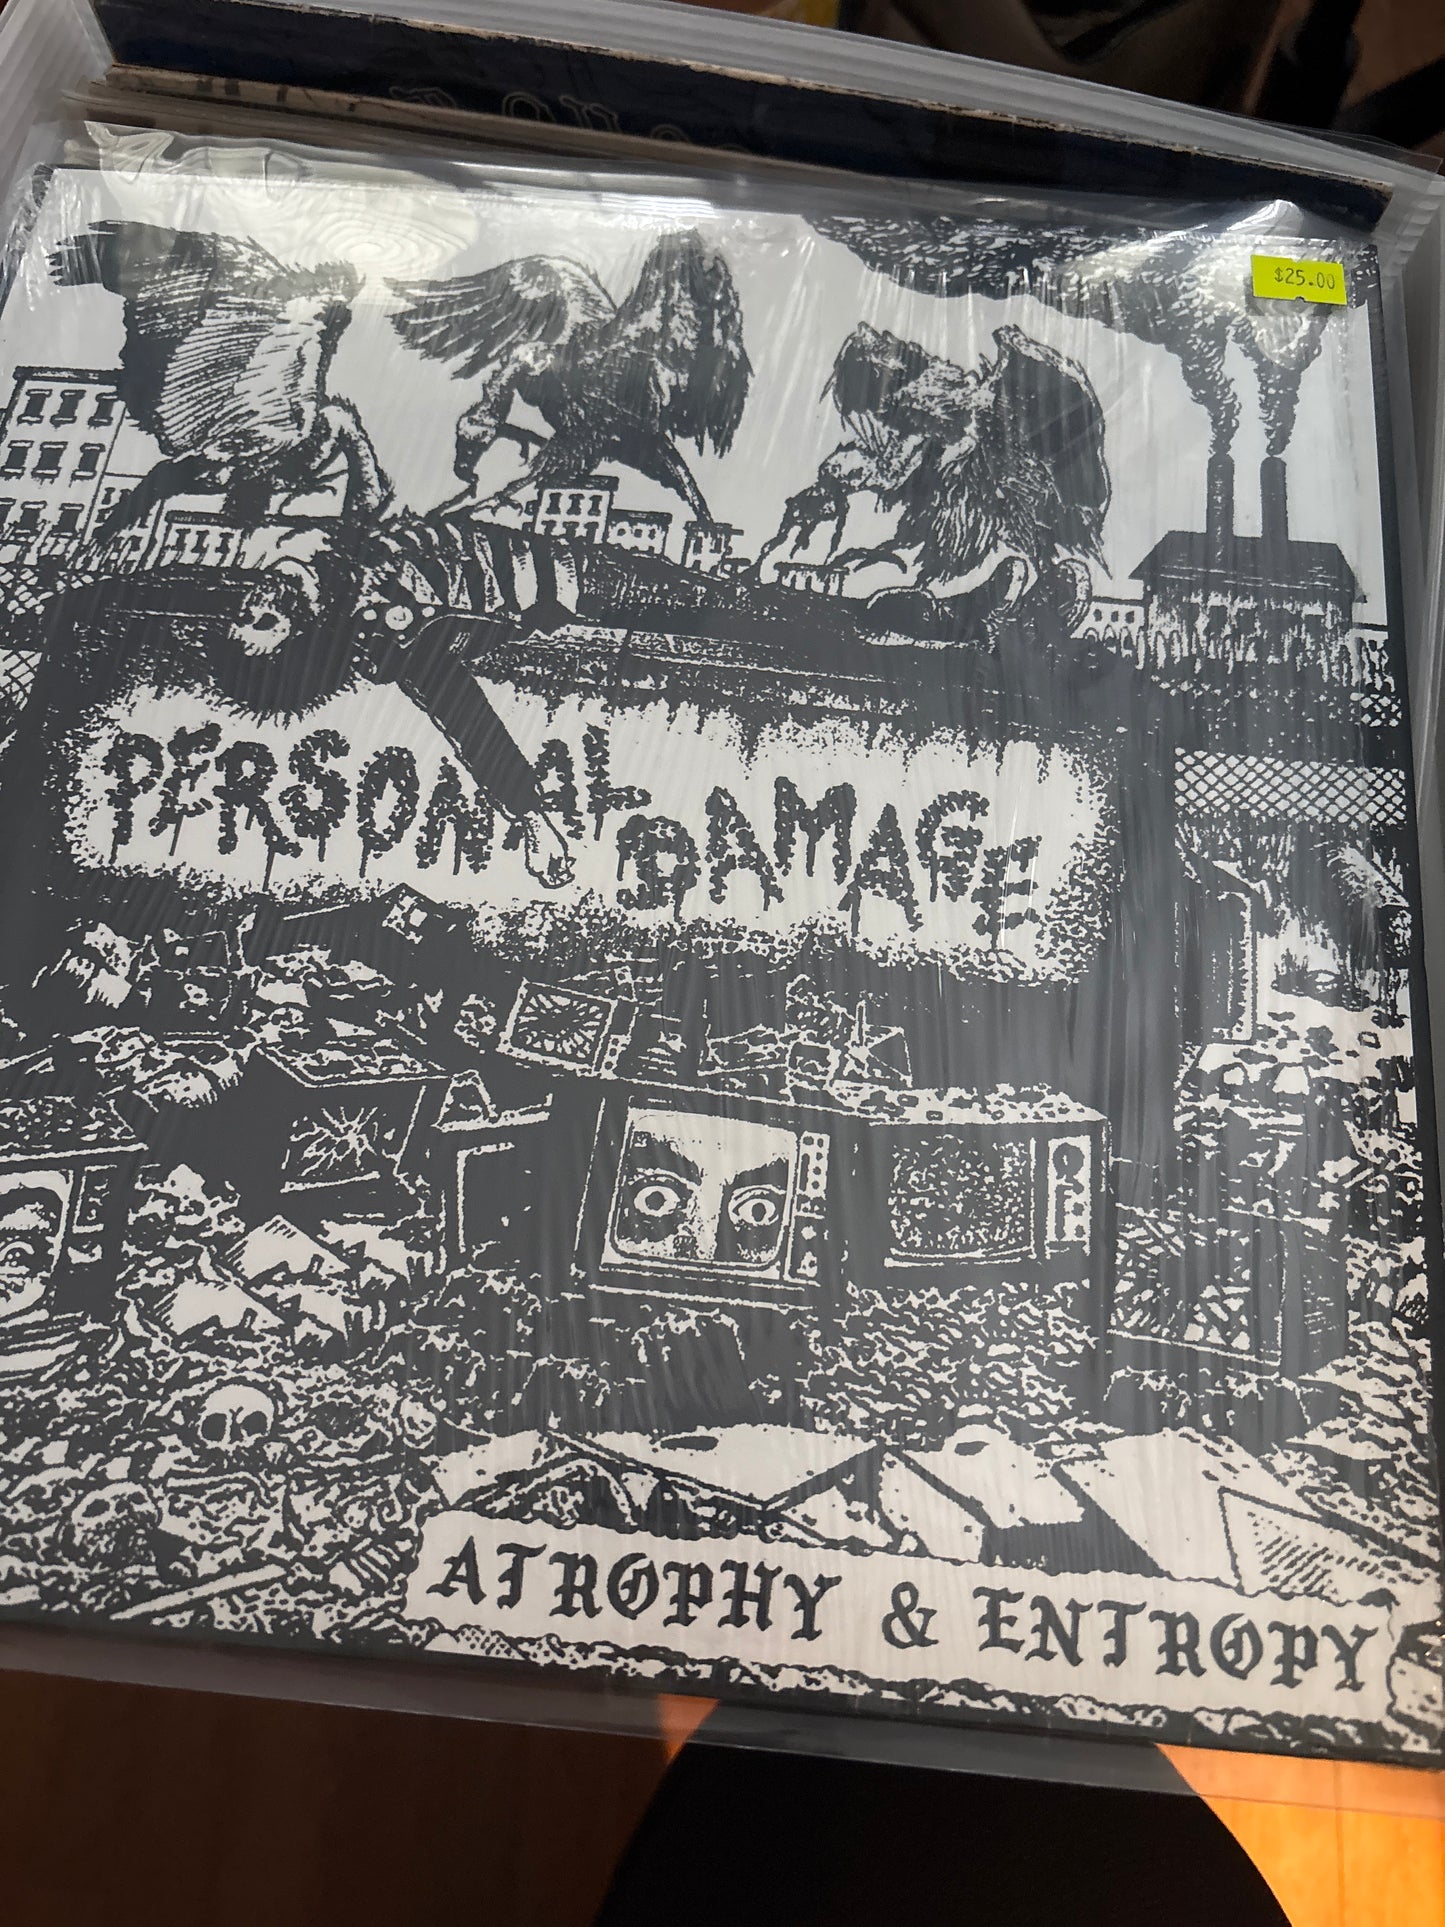 $25.00
PERSONAL DAMAGE
ATROPHY & ENTROPY